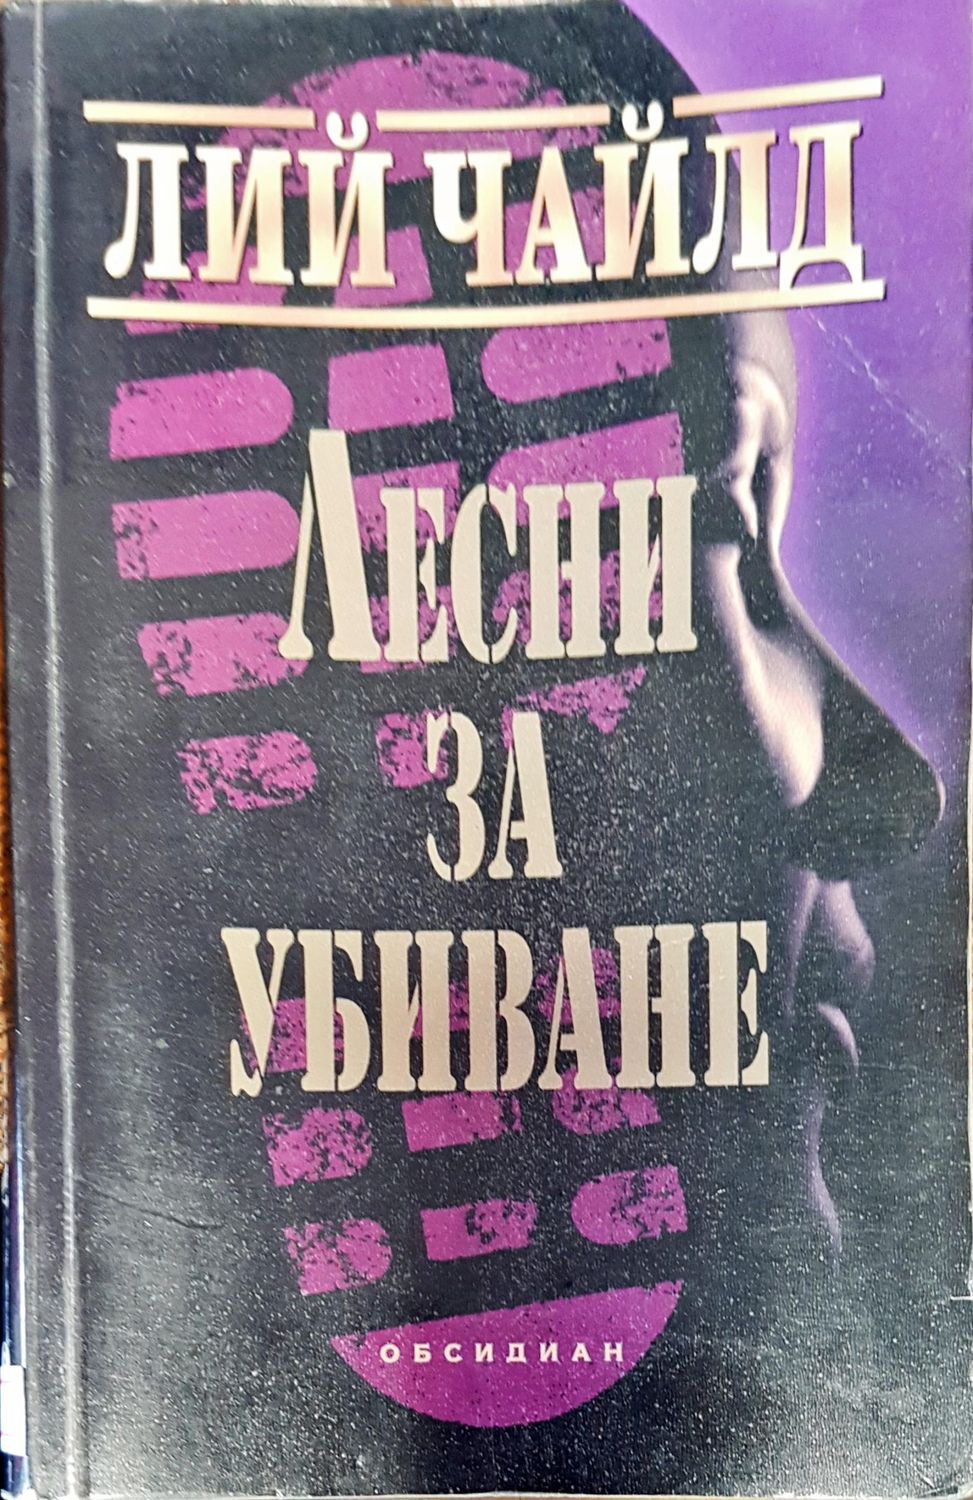 ЛИЙ ЧАЙЛД
ЛЕСНИ
ЗА
УБИВАНЕ
ОБСИДИАН